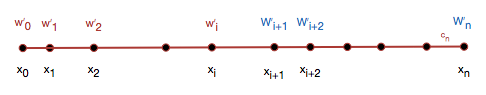 w'₀ w'₁ w'₂ w'ᵢ W'ᵢ₊₁ W'ᵢ₊₂ W'ₙ
cₙ
x₀ x₁ x₂ xᵢ xᵢ₊₁ xᵢ₊₂ xₙ